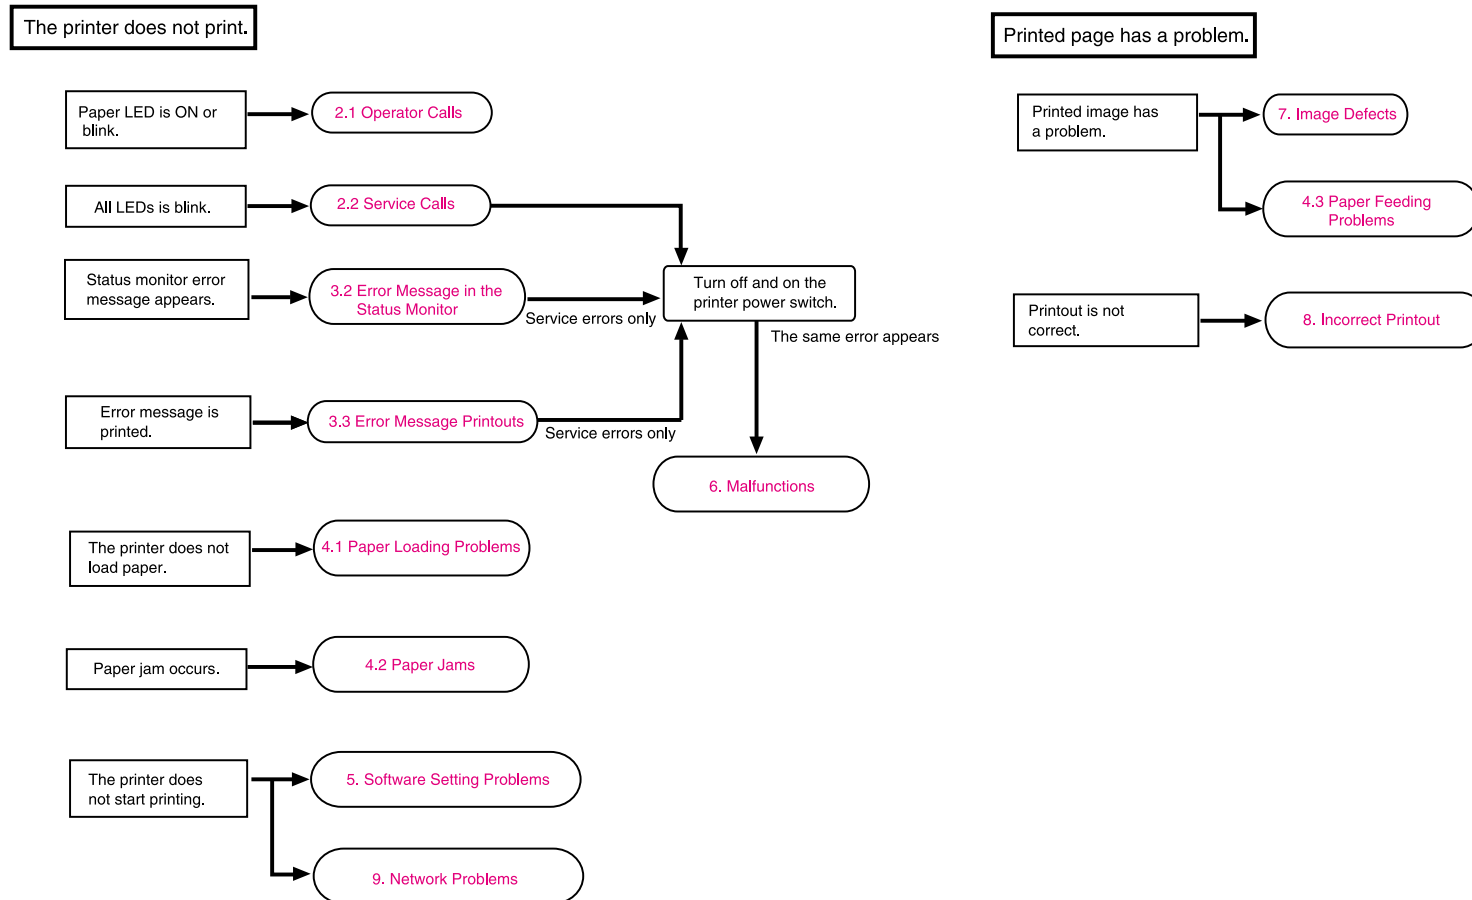 The printer does not print.
Paper LED is ON or
blink.
2.1 Operator Calls
All LEDs is blink.
2.2 Service Calls
Status monitor error
message appears.
3.2 Error Message in the
Status Monitor
Service errors only
Turn off and on the
printer power switch.
The same error appears
Error message is
printed.
3.3 Error Message Printouts
Service errors only
6. Malfunctions
The printer does not
load paper.
4.1 Paper Loading Problems
Paper jam occurs.
4.2 Paper Jams
The printer does
not start printing.
5. Software Setting Problems
9. Network Problems
Printed page has a problem.
Printed image has
a problem.
7. Image Defects
4.3 Paper Feeding
Problems
Printout is not
correct.
8. Incorrect Printout